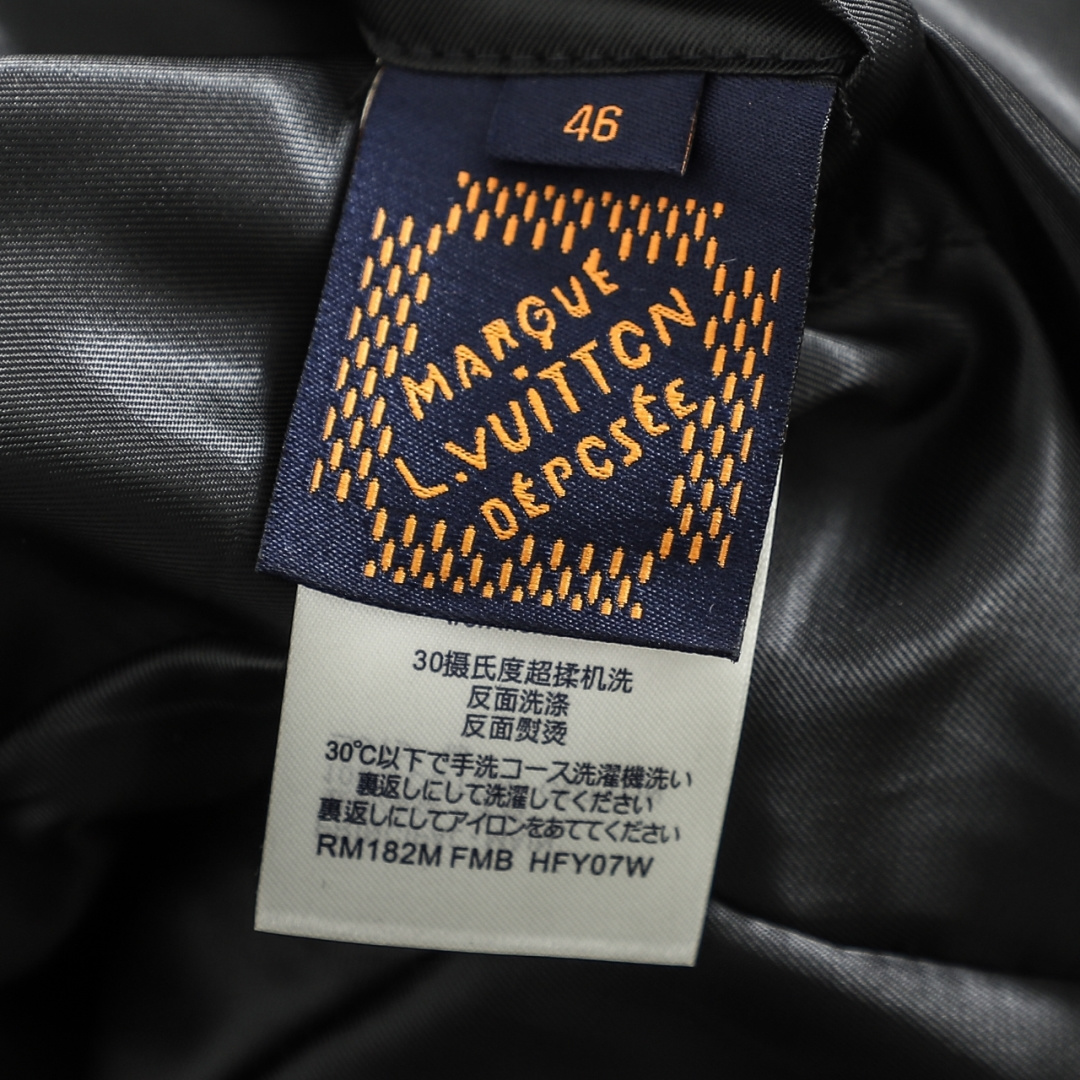 46
MARQUE
L.VUITTON
DÉPOSÉE
30摄氏度超揉机洗
反面洗涤
反面熨烫
30℃以下で手洗コース洗濯機洗い
裏返しにして洗濯してください
裏返しにしてアイロンをあててください
RM182M FMB HFY07W